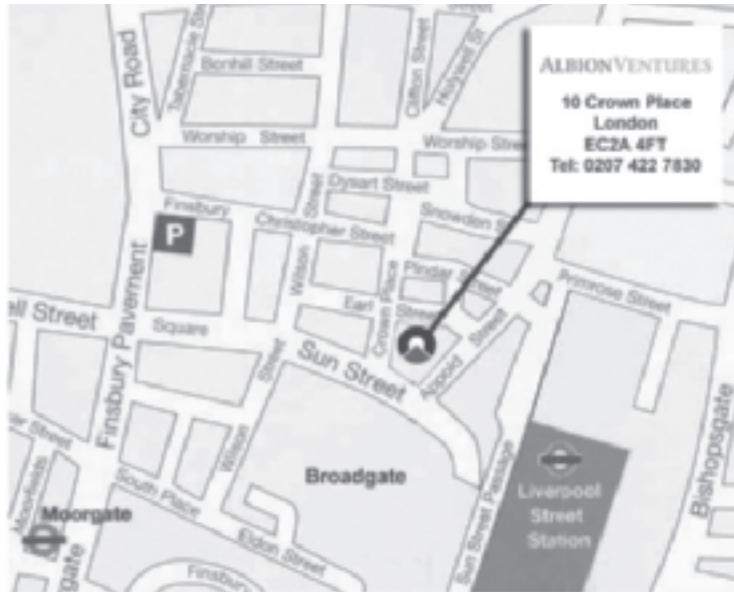 City Road
Tabernacle Street
Bonhill Street
Clifton Street
Holywell St
Street
ALBIONVENTURES
10 Crown Place
London
EC2A 4FT
Tel: 0207 422 7830
Worship Street
Worship Stre
Dysart Street
Finsbury
P
Christopher Street
Snowden S
Wilson Street
Pindar Street
Primrose Street
Crown Place
Earl Street
ell Street
Finsbury Pavement
Square
Sun Street
Appold Street
Wilson Street
Broadgate
Liverpool
Street
Station
Sun Street Passage
Bishopsgate
er Street
Moorfields
Moorgate
South Place
Eldon Street
Finsbury
gate